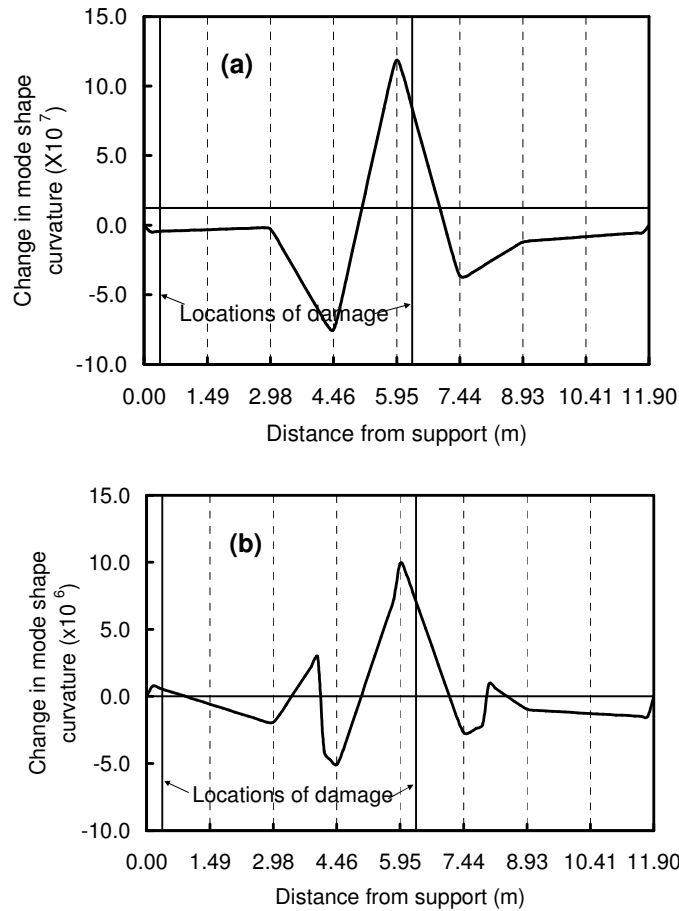 15.0
(a)
10.0
5.0
0.0
-5.0
-10.0
Change in mode shape
curvature (X10 7)
Locations of damage
0.00 1.49 2.98 4.46 5.95 7.44 8.93 10.41 11.90
Distance from support (m)
15.0
(b)
10.0
5.0
0.0
-5.0
-10.0
Change in mode shape
curvature (x10 6)
Locations of damage
0.00 1.49 2.98 4.46 5.95 7.44 8.93 10.41 11.90
Distance from support (m)